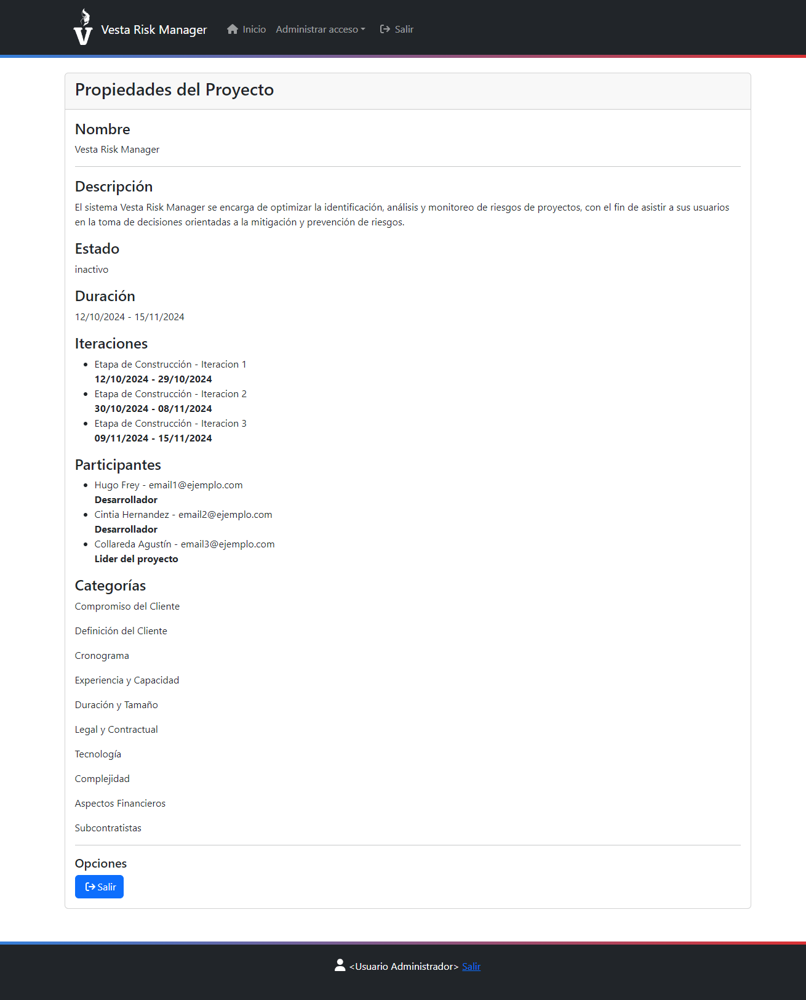 Vesta Risk Manager Inicio Administrar acceso Salir
Propiedades del Proyecto
Nombre
Vesta Risk Manager
Descripción
El sistema Vesta Risk Manager se encarga de optimizar la identificación, análisis y monitoreo de riesgos de proyectos, con el fin de asistir a sus usuarios
en la toma de decisiones orientadas a la mitigación y prevención de riesgos.
Estado
inactivo
Duración
12/10/2024 - 15/11/2024
Iteraciones
Etapa de Construcción - Iteracion 1
12/10/2024 - 29/10/2024
Etapa de Construcción - Iteracion 2
30/10/2024 - 08/11/2024
Etapa de Construcción - Iteracion 3
09/11/2024 - 15/11/2024
Participantes
Hugo Frey - email1@ejemplo.com
Desarrollador
Cintia Hernandez - email2@ejemplo.com
Desarrollador
Collareda Agustín - email3@ejemplo.com
Lider del proyecto
Categorías
Compromiso del Cliente
Definición del Cliente
Cronograma
Experiencia y Capacidad
Duración y Tamaño
Legal y Contractual
Tecnología
Complejidad
Aspectos Financieros
Subcontratistas
Opciones
Salir
<Usuario Administrador> Salir